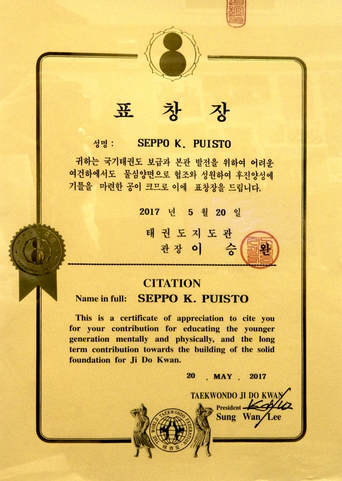 표 창 장
성명 : SEPPO K. PUISTO
귀하는 국기태권도 보급과 본관 발전을 위하여 어려운
여건하에서도 물심양면으로 협조와 성원하여 후진양성에
기틀을 마련한 공이 크므로 이에 표창장을 드립니다.
2017 년 5 월 20 일
태권도지도관
관장 이 승 완
CITATION
Name in full: SEPPO K. PUISTO
This is a certificate of appreciation to cite you
for your contribution for educating the younger
generation mentally and physically, and the long
term contribution towards the building of the solid
foundation for Ji Do Kwan.
20 . MAY . 2017
TAEKWONDO JI DO KWAN
President
Sung Wan Lee
THE WORLD TAEKWONDO FEDERATION